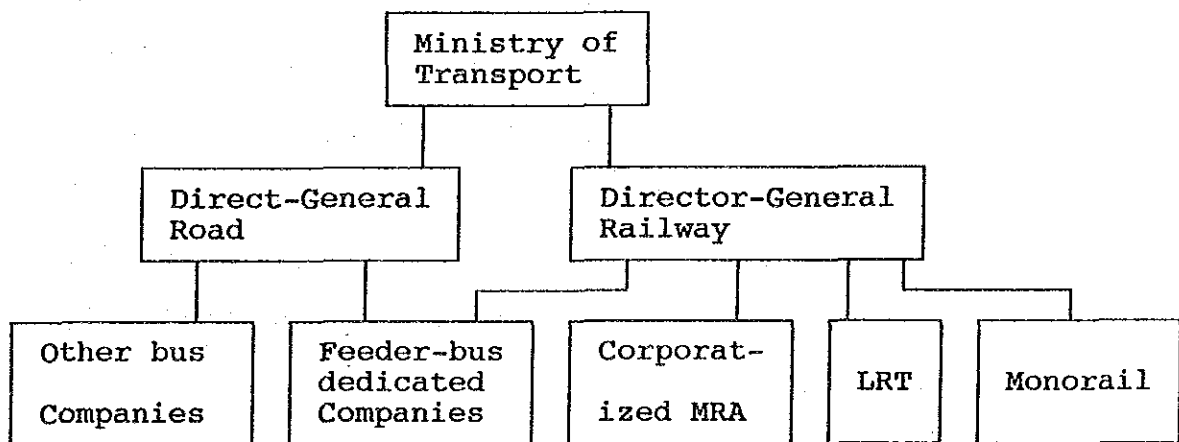 Ministry of
Transport
Direct-General
Road
Director-General
Railway
Other bus
Companies
Feeder-bus
dedicated
Companies
Corporat-
ized MRA
LRT
Monorail